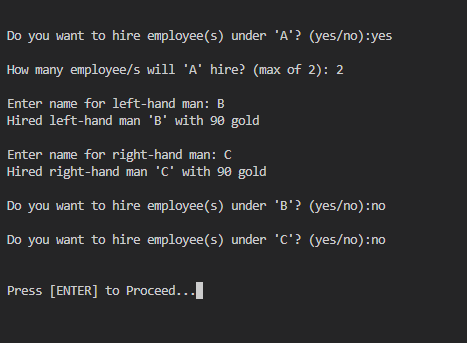 Do you want to hire employee(s) under 'A'? (yes/no):yes
How many employee/s will 'A' hire? (max of 2): 2
Enter name for left-hand man: B
Hired left-hand man 'B' with 90 gold
Enter name for right-hand man: C
Hired right-hand man 'C' with 90 gold
Do you want to hire employee(s) under 'B'? (yes/no):no
Do you want to hire employee(s) under 'C'? (yes/no):no
Press [ENTER] to Proceed...